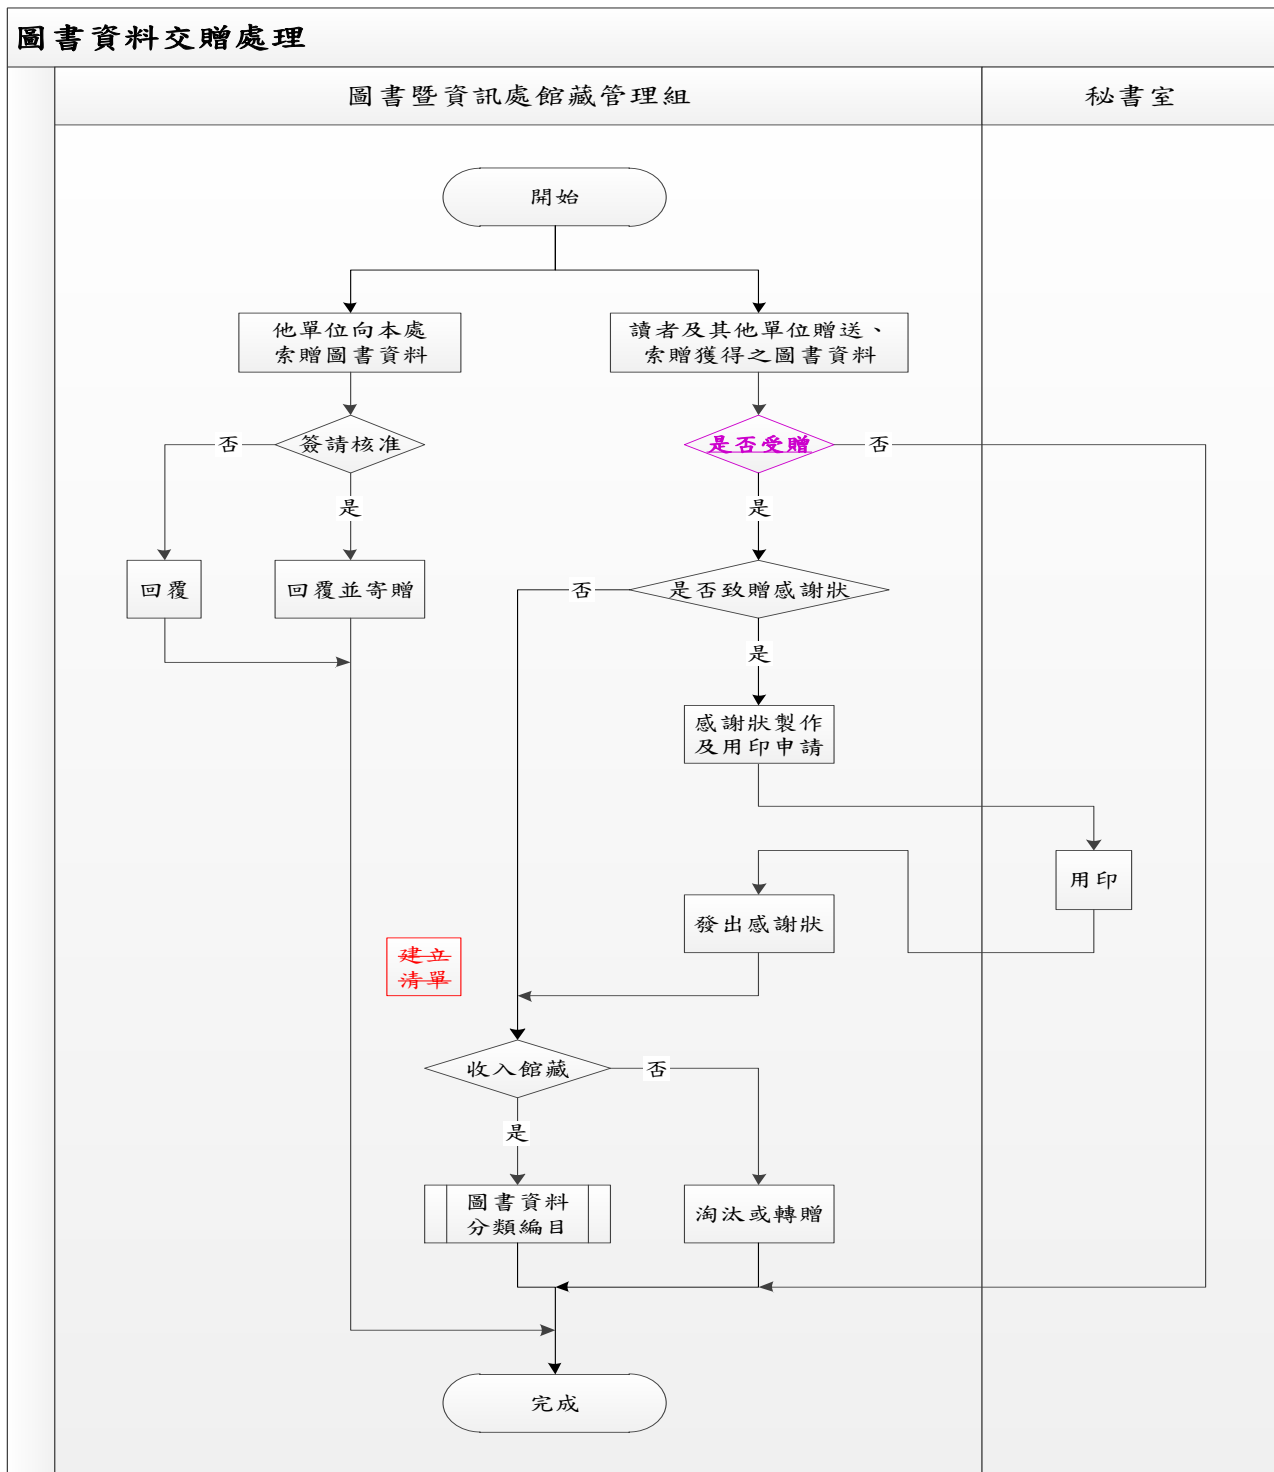 圖書資料交贈處理
圖書暨資訊處館藏管理組
秘書室
開始
他單位向本處
索贈圖書資料
讀者及其他單位贈送、
索贈獲得之圖書資料
簽請核准
否
是
是否受贈
否
是
回覆
回覆並寄贈
是否致贈感謝狀
否
是
感謝狀製作
及用印申請
用印
發出感謝狀
建立
清單
收入館藏
否
是
圖書資料
分類編目
淘汰或轉贈
完成